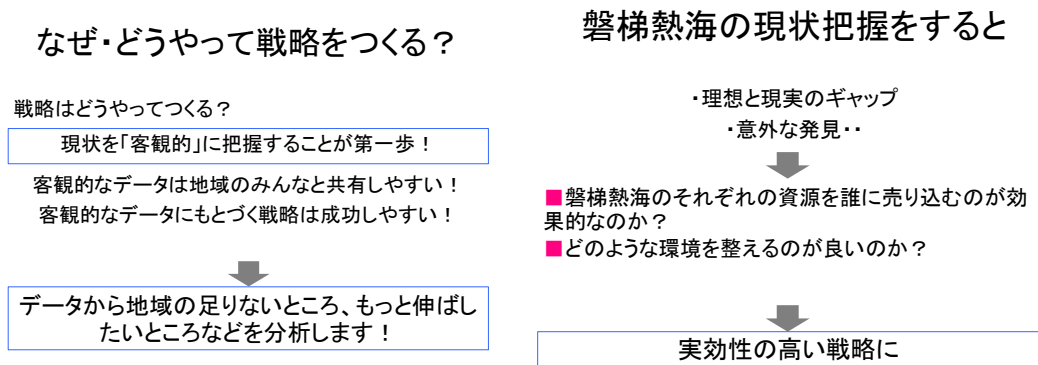 なぜ・どうやって戦略をつくる？
戦略はどうやってつくる？
現状を「客観的」に把握することが第一歩！
客観的なデータは地域のみんなと共有しやすい！
客観的なデータにもとづく戦略は成功しやすい！
データから地域の足りないところ、もっと伸ばし
たいところなどを分析します！
磐梯熱海の現状把握をすると
・理想と現実のギャップ
・意外な発見・・
■磐梯熱海のそれぞれの資源を誰に売り込むのが効
果的なのか？
■どのような環境を整えるのが良いのか？
実効性の高い戦略に